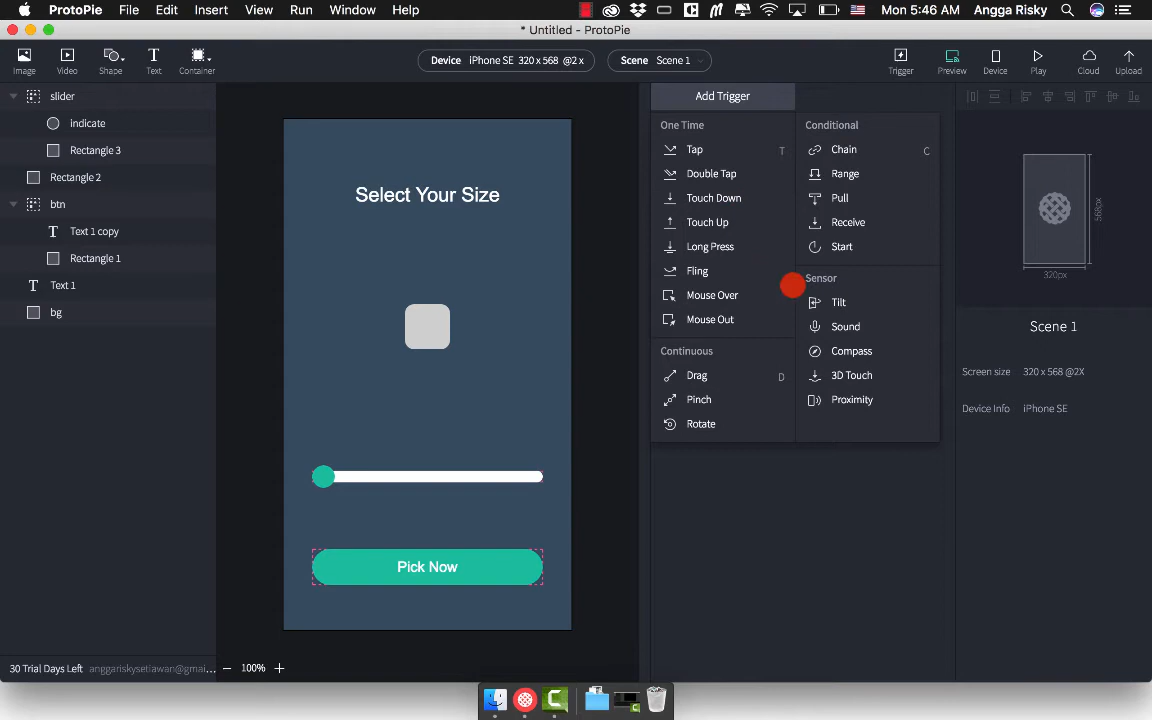 ProtoPie File Edit Insert View Run Window Help Mon 5:46 AM Angga Risky
* Untitled - ProtoPie
Image Video Shape Text Container
Device iPhone SE 320 x 568 @2 x
Scene Scene 1
Trigger Preview Device Play Cloud Upload
slider
indicate
Rectangle 3
Rectangle 2
btn
Text 1 copy
Rectangle 1
Text 1
bg
30 Trial Days Left anggariskysetiawan@gmai...
Select Your Size
Pick Now
100%
Add Trigger
One Time
Tap T
Double Tap
Touch Down
Touch Up
Long Press
Fling
Mouse Over
Mouse Out
Continuous
Drag D
Pinch
Rotate
Conditional
Chain C
Range
Pull
Receive
Start
Sensor
Tilt
Sound
Compass
3D Touch
Proximity
568px
320px
Scene 1
Screen size 320 x 568 @2X
Device Info iPhone SE